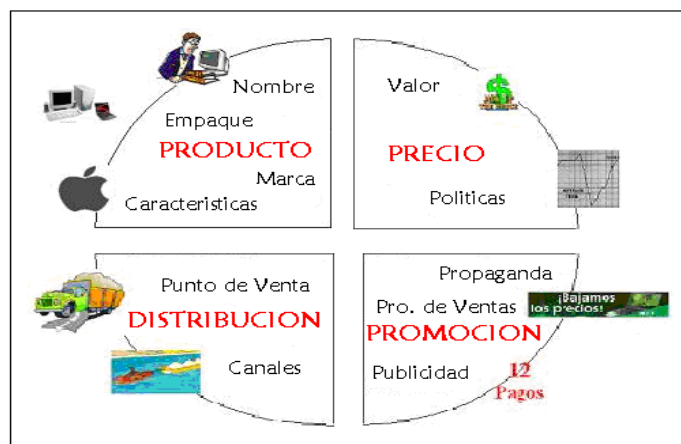 Nombre
Empaque
PRODUCTO
Marca
Caracteristicas
Valor
PRECIO
Politicas
Punto de Venta
DISTRIBUCION
Canales
Propaganda
Pro. de Ventas
¡Bajamos
los precios!
PROMOCION
Publicidad
12
Pagos